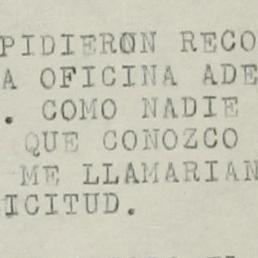 PIDIERON RECO
A OFICINA ADE
. COMO NADIE
QUE CONOZCO
ME LLAMARIAN
ICITUD.